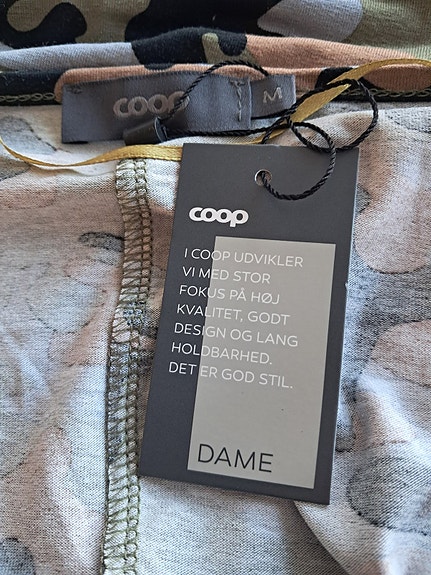 coop
M
coop
I COOP UDVIKLER
VI MED STOR
FOKUS PÅ HØJ
KVALITET, GODT
DESIGN OG LANG
HOLDBARHED.
DET ER GOD STIL.
DAME